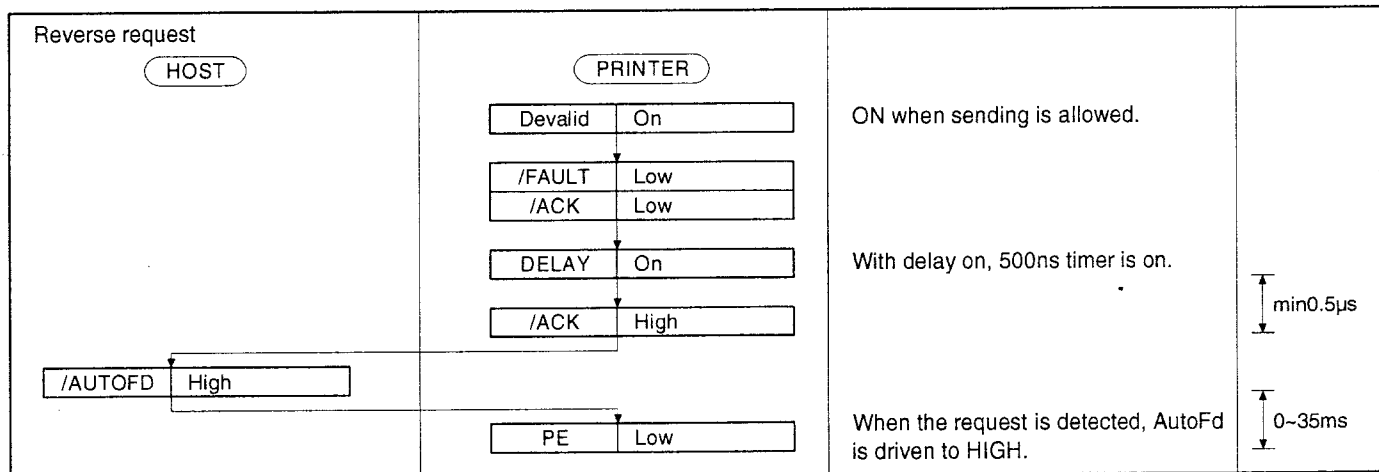 Reverse request
HOST
PRINTER
Devalid On
ON when sending is allowed.
/FAULT Low
/ACK Low
DELAY On
With delay on, 500ns timer is on.
/ACK High
min0.5µs
/AUTOFD High
PE Low
When the request is detected, AutoFd
is driven to HIGH.
0~35ms